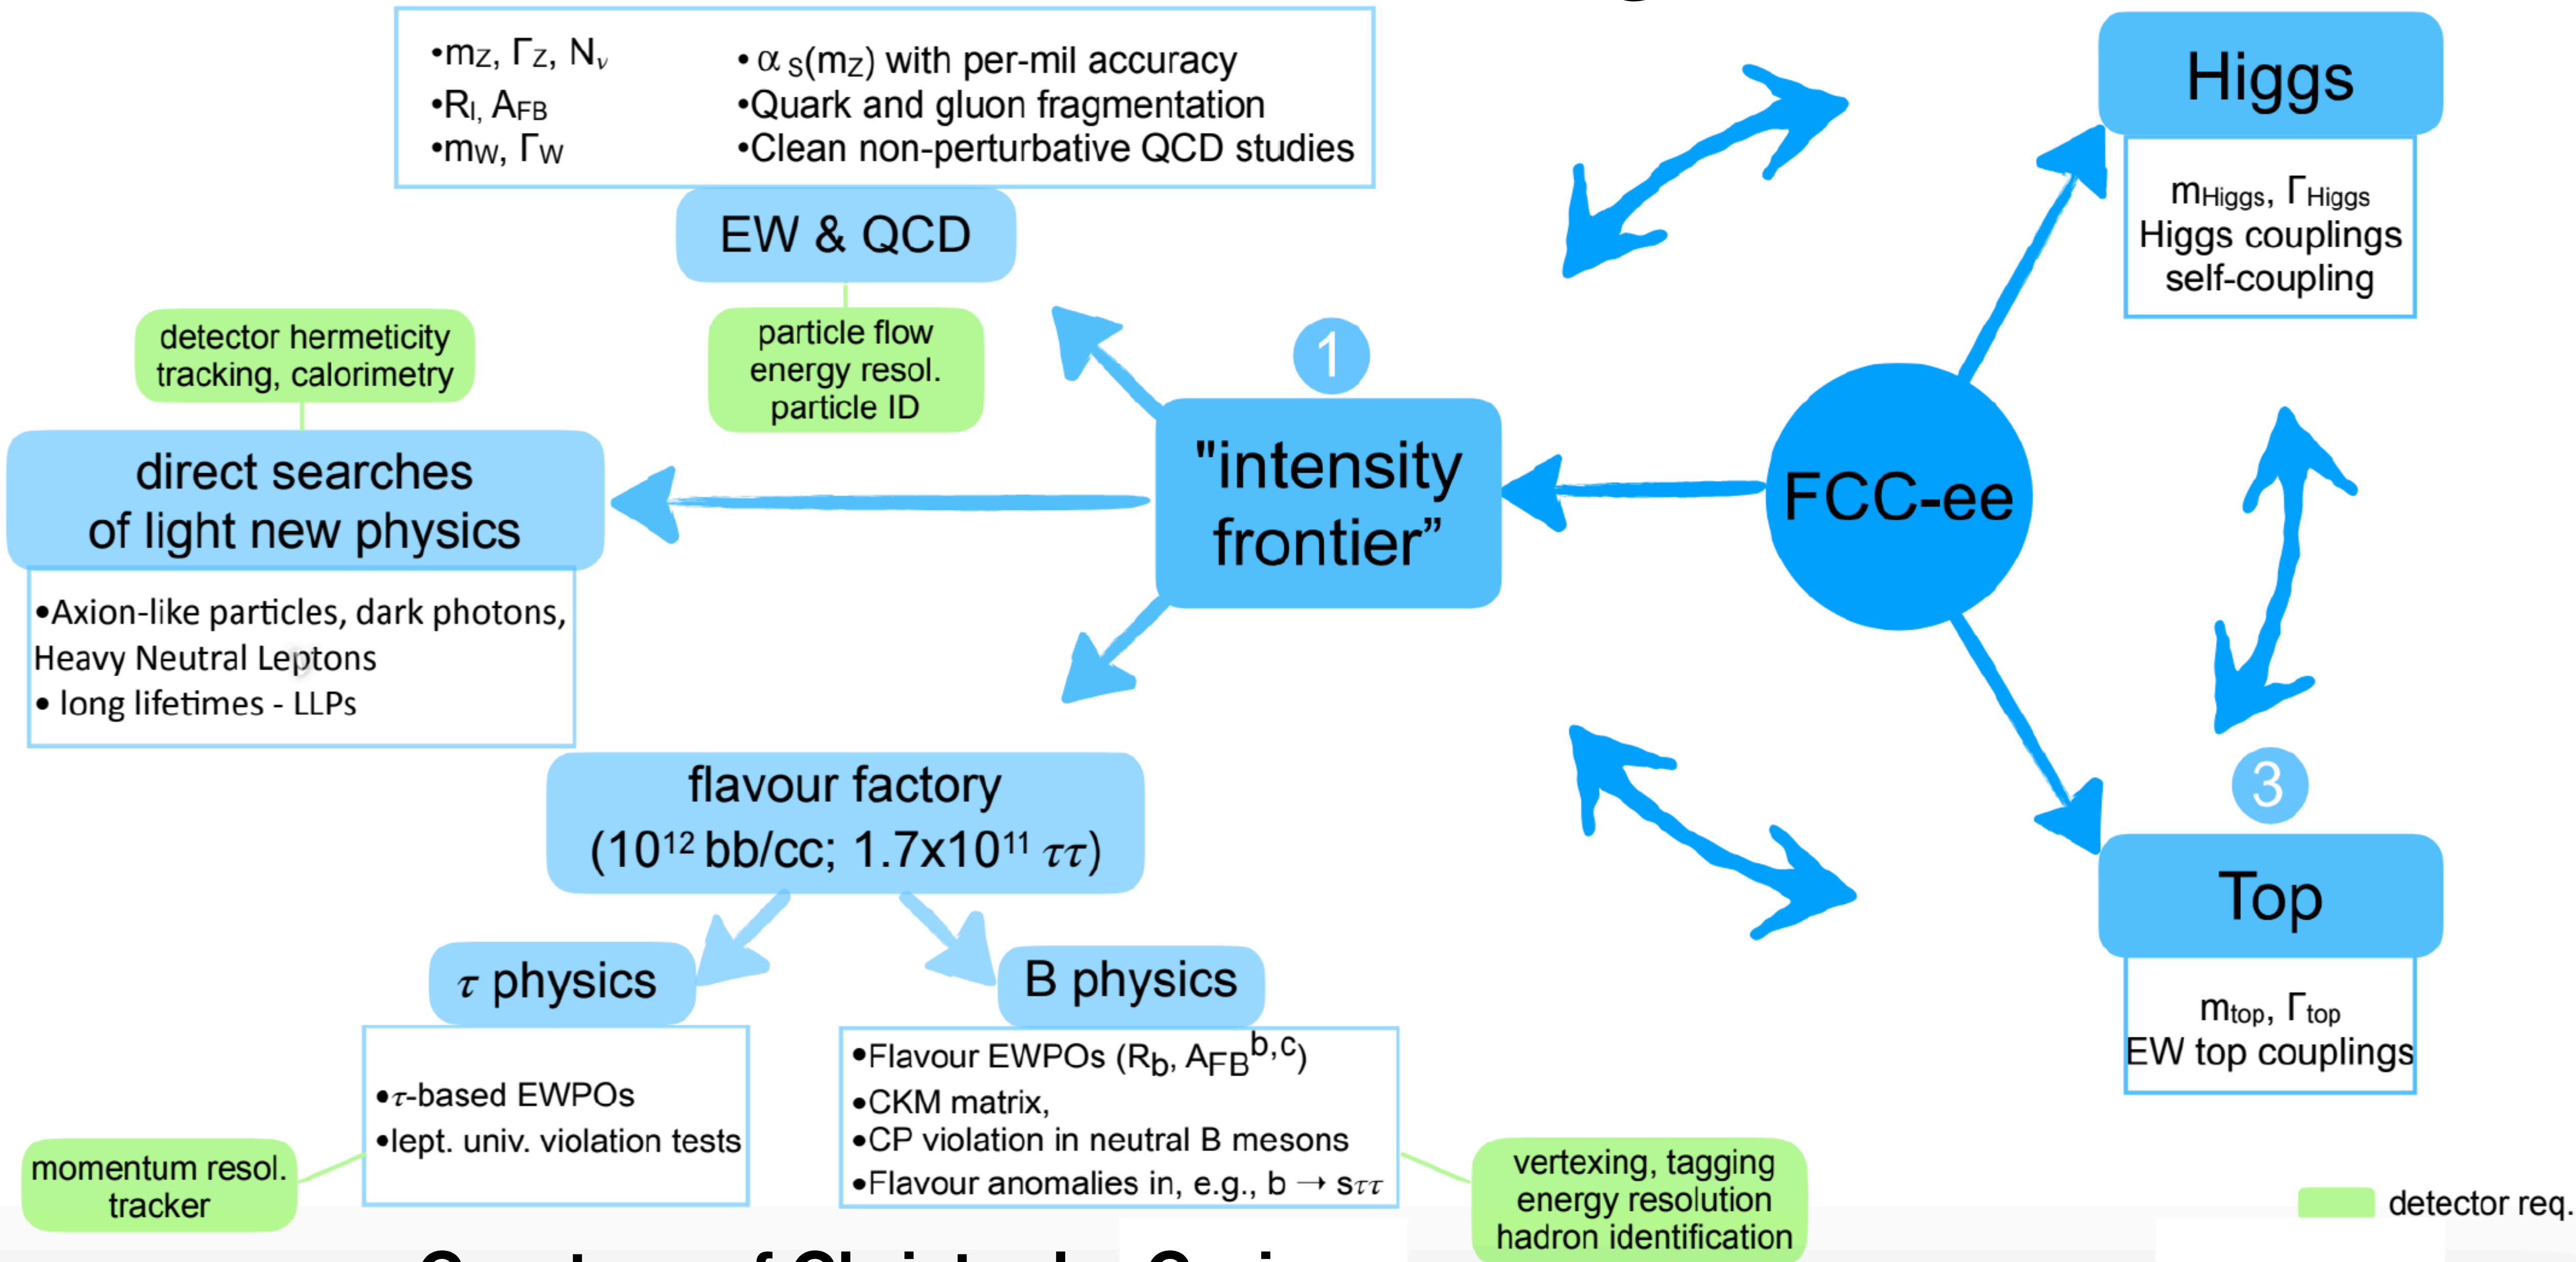 •mZ, ΓZ, Nν
•Rl, AFB
•mW, ΓW
• αS(mZ) with per-mil accuracy
•Quark and gluon fragmentation
•Clean non-perturbative QCD studies
EW & QCD
particle flow
energy resol.
particle ID
detector hermeticity
tracking, calorimetry
direct searches
of light new physics
•Axion-like particles, dark photons,
Heavy Neutral Leptons
• long lifetimes - LLPs
1
"intensity
frontier”
FCC-ee
Higgs
mHiggs, ΓHiggs
Higgs couplings
self-coupling
3
Top
mtop, Γtop
EW top couplings
flavour factory
(10¹² bb/cc; 1.7x10¹¹ ττ)
τ physics
•τ-based EWPOs
•lept. univ. violation tests
momentum resol.
tracker
B physics
•Flavour EWPOs (Rb, AFBb,c)
•CKM matrix,
•CP violation in neutral B mesons
•Flavour anomalies in, e.g., b → sττ
vertexing, tagging
energy resolution
hadron identification
detector req.